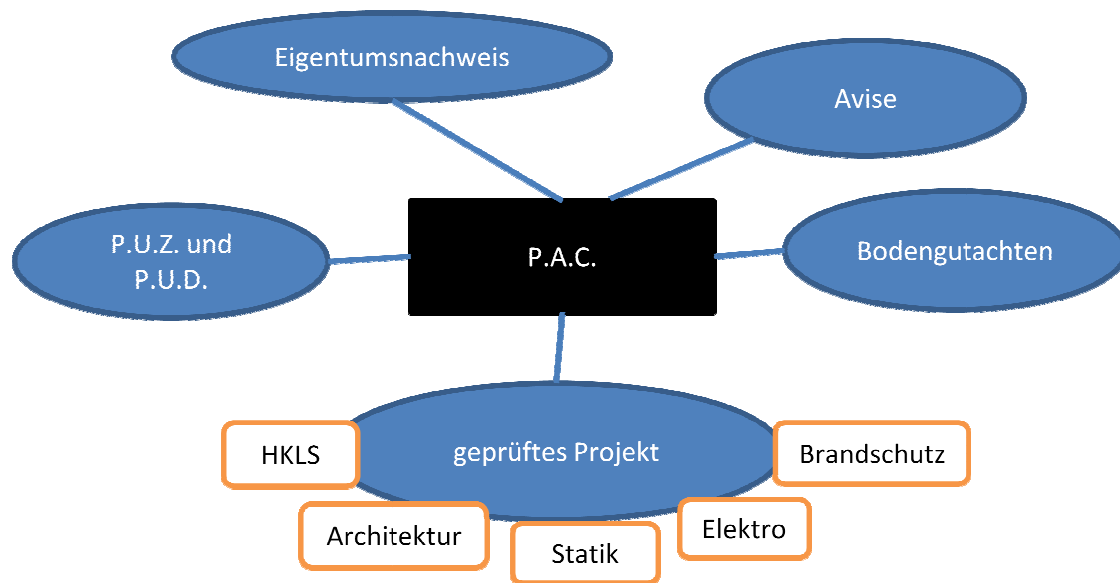 Eigentumsnachweis
Avise
P.U.Z. und
P.U.D.
P.A.C.
Bodengutachten
geprüftes Projekt
HKLS
Brandschutz
Architektur
Elektro
Statik